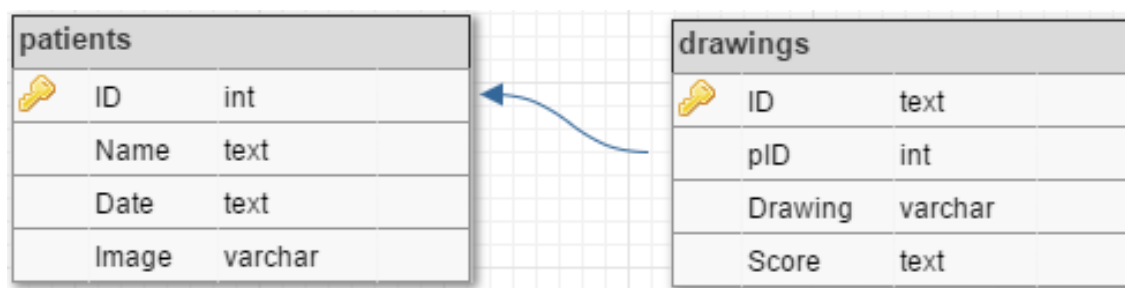 patients
ID int
Name text
Date text
Image varchar
drawings
ID text
pID int
Drawing varchar
Score text